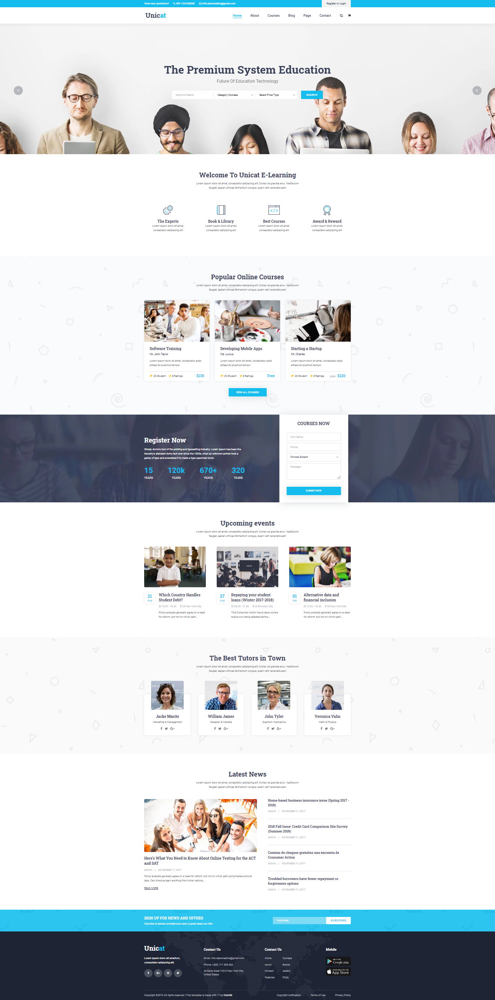 Have any questions? 001-1234-88888 info.deercreative@gmail.com Register or Login
Unicat Home About Courses Blog Page Contact
The Premium System Education
Future Of Education Technology
Keyword Search Category Courses Select Price Type SEARCH
Welcome To Unicat E-Learning
Lorem ipsum dolor sit amet, consectetur adipiscing elit. Donec vel gravida arcu. Vestibulum
feugiat, sapien ultrices fermentum congue, quam velit venenatis sem
The Experts
Lorem ipsum dolor sit amet,
consectetur adipiscing elit
Book & Library
Lorem ipsum dolor sit amet,
consectetur adipiscing elit
Best Courses
Lorem ipsum dolor sit amet,
consectetur adipiscing elit
Award & Reward
Lorem ipsum dolor sit amet,
consectetur adipiscing elit
Popular Online Courses
Lorem ipsum dolor sit amet, consectetur adipiscing elit. Donec vel gravida arcu. Vestibulum
feugiat, sapien ultrices fermentum congue, quam velit venenatis sem
Software Training
Mr. John Taylor
Lorem ipsum dolor sit amet, consectetur adipi
elitsed do eiusmod tempor
20 Student 5 Ratings $130
Developing Mobile Apps
Ms. Lucius
Lorem ipsum dolor sit amet, consectetur adipi
elitsed do eiusmod tempor
20 Student 5 Ratings Free
Starting a Startup
Mr. Charles
Lorem ipsum dolor sit amet, consectetur adipi
elitsed do eiusmod tempor
20 Student 5 Ratings $320 $220
VIEW ALL COURSES
Register Now
Simply dummy text of the printing and typesetting industry. Lorem Ipsum has been the
industry's standard dumy text ever since the 1500s, when an unknown printer took a
galley of type and scrambled it to make a type specimen book.
15 120k 670+ 320
YEARS YEARS YEARS YEARS
COURSES NOW
Your Name:
Phone:
Choose Subject
Message:
SUBMIT NOW
Upcoming events
Lorem ipsum dolor sit amet, consectetur adipiscing elit. Donec vel gravida arcu. Vestibulum
feugiat, sapien ultrices fermentum congue, quam velit venenatis sem
21
Aug
Which Country Handles
Student Debt?
15.00 - 19.30 25 New York City
Policy analysts generally agree on a need
for reform, but not on which path...
27
Aug
Repaying your student
loans (Winter 2017-2018)
09.00 - 17.30 25 Brooklyn City
This Consumer Action News issue covers
topics now being debated before...
01
Sep
Alternative data and
financial inclusion
13.00 - 18.30 25 New York City
Policy analysts generally agree on a need
for reform, but not on which path...
The Best Tutors in Town
Lorem ipsum dolor sit amet, consectetur adipiscing elit. Donec vel gravida arcu. Vestibulum
feugiat, sapien ultrices fermentum congue, quam velit venenatis sem
Jacke Masito
Marketing & Management
William James
Designer & Website
John Tyler
Quantum mechanics
Veronica Vahn
Math & Physics
Latest News
Lorem ipsum dolor sit amet, consectetur adipiscing elit. Donec vel gravida arcu. Vestibulum
feugiat, sapien ultrices fermentum congue, quam velit venenatis sem
Here's What You Need to Know About Online Testing for the ACT
and SAT
ADMIN | NOVEMBER 11, 2017
Policy analysts generally agree on a need for reform, but not on which path policymakers should
take. Can America learn anything from other nations...
READ MORE
Home-based business insurance issue (Spring 2017 -
2018)
ADMIN | NOVEMBER 11, 2017
2018 Fall Issue: Credit Card Comparison Site Survey
(Summer 2018)
ADMIN | NOVEMBER 11, 2017
Cuentas de cheques gratuitas una encuesta de
Consumer Action
ADMIN | NOVEMBER 11, 2017
Troubled borrowers have fewer repayment or
forgiveness options
ADMIN | NOVEMBER 11, 2017
SIGN UP FOR NEWS AND OFFERS
Subcribe to lastest smartphones news & great deals we offer
Your Email SUBSCRIBE
Unicat
Lorem ipsum dolor sit ametium,
consectetur adipiscing elit.
Contact Us
Email: info.deercreative@gmail.com
Phone: +(88) 111 555 666
40 Baria Sreet 133/2 New York City,
United States
Contact Us
Home Courses
About Events
Contact Gallery
Features FAQs
Mobile
GET IT ON
Google play
AVAILABLE ON THE
App Store
Copyright ©2019 All rights reserved | This template is made with by Colorlib
Copyright notification Terms of Use Privacy Policy